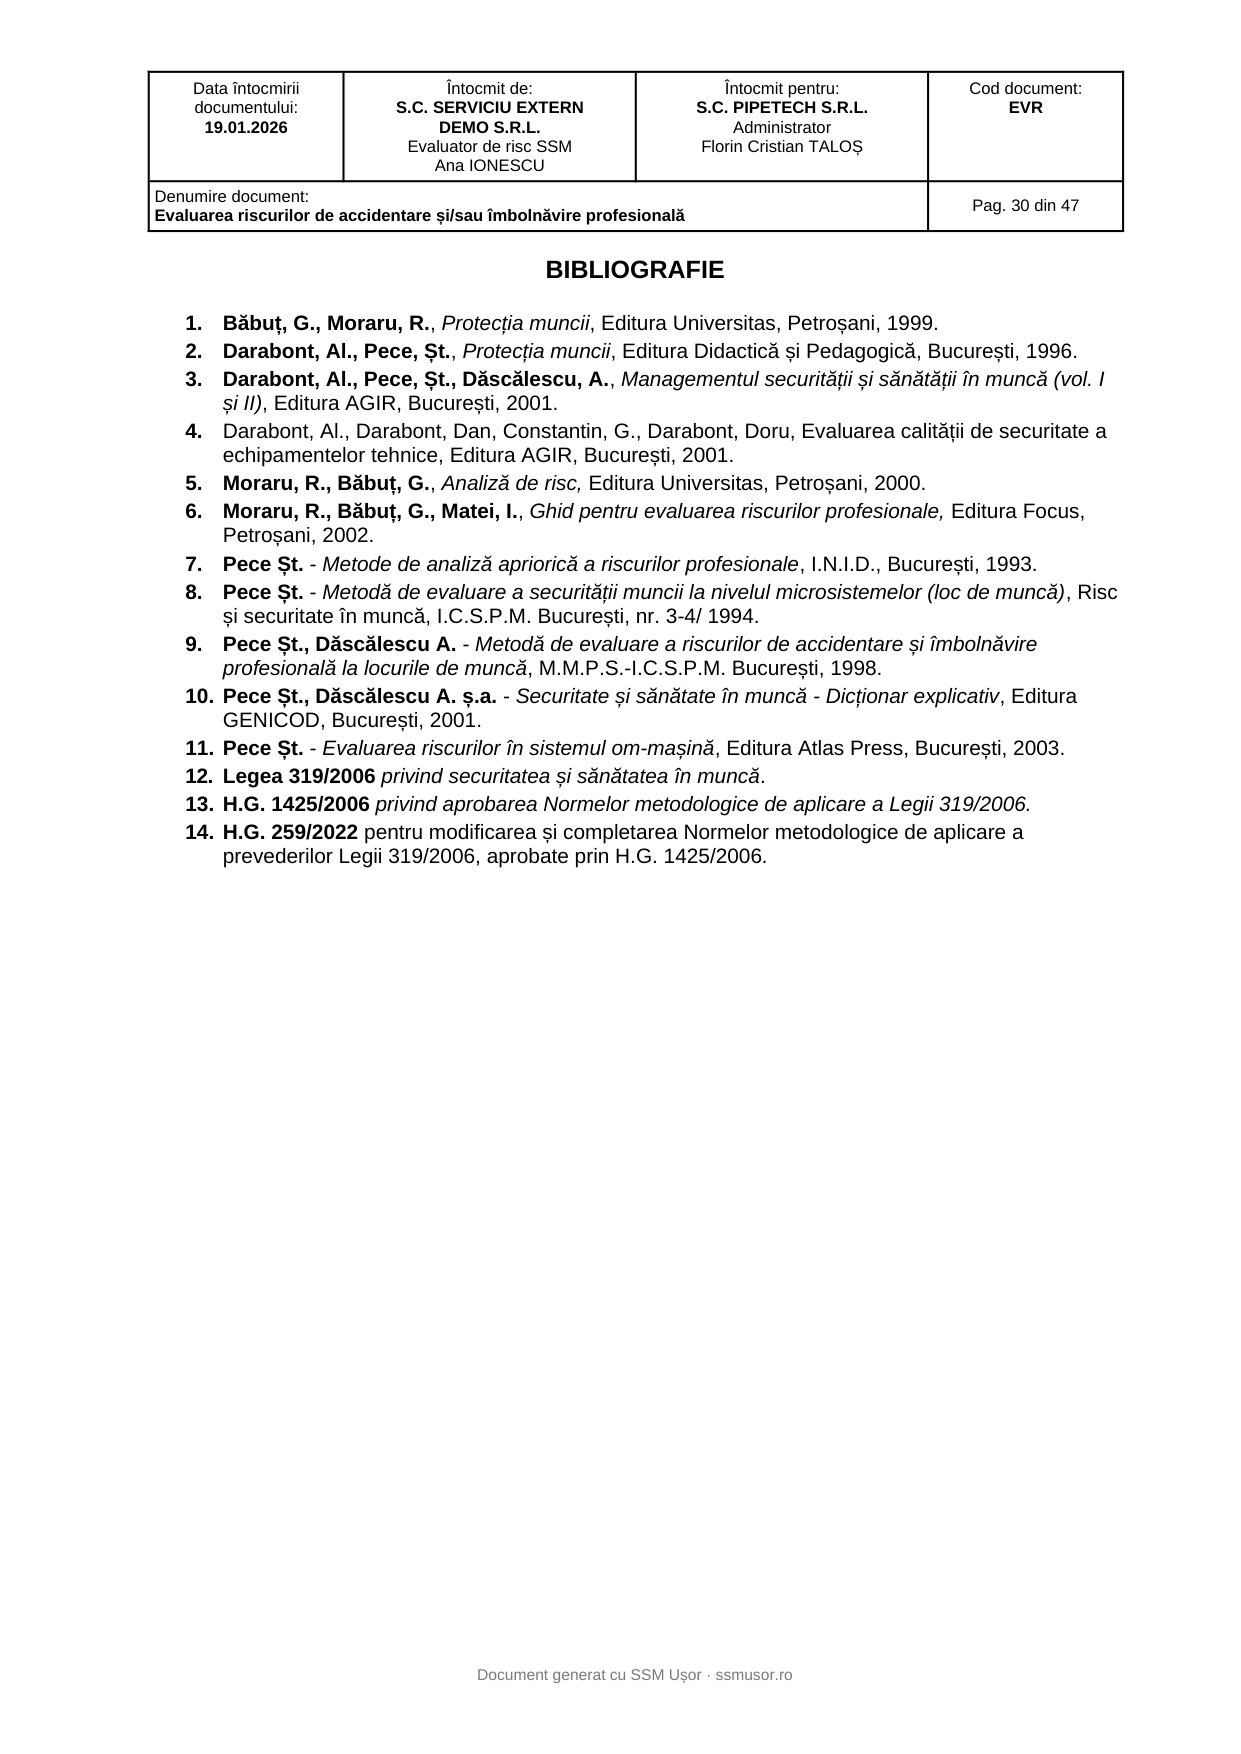 Data întocmirii
documentului:
19.01.2026
Întocmit de:
S.C. SERVICIU EXTERN
DEMO S.R.L.
Evaluator de risc SSM
Ana IONESCU
Întocmit pentru:
S.C. PIPETECH S.R.L.
Administrator
Florin Cristian TALOȘ
Cod document:
EVR
Denumire document:
Evaluarea riscurilor de accidentare și/sau îmbolnăvire profesională
Pag. 30 din 47
BIBLIOGRAFIE
1. Băbuț, G., Moraru, R., Protecția muncii, Editura Universitas, Petroșani, 1999.
2. Darabont, Al., Pece, Șt., Protecția muncii, Editura Didactică și Pedagogică, București, 1996.
3. Darabont, Al., Pece, Șt., Dăscălescu, A., Managementul securității și sănătății în muncă (vol. I
și II), Editura AGIR, București, 2001.
4. Darabont, Al., Darabont, Dan, Constantin, G., Darabont, Doru, Evaluarea calității de securitate a
echipamentelor tehnice, Editura AGIR, București, 2001.
5. Moraru, R., Băbuț, G., Analiză de risc, Editura Universitas, Petroșani, 2000.
6. Moraru, R., Băbuț, G., Matei, I., Ghid pentru evaluarea riscurilor profesionale, Editura Focus,
Petroșani, 2002.
7. Pece Șt. - Metode de analiză apriorică a riscurilor profesionale, I.N.I.D., București, 1993.
8. Pece Șt. - Metodă de evaluare a securității muncii la nivelul microsistemelor (loc de muncă), Risc
și securitate în muncă, I.C.S.P.M. București, nr. 3-4/ 1994.
9. Pece Șt., Dăscălescu A. - Metodă de evaluare a riscurilor de accidentare și îmbolnăvire
profesională la locurile de muncă, M.M.P.S.-I.C.S.P.M. București, 1998.
10. Pece Șt., Dăscălescu A. ș.a. - Securitate și sănătate în muncă - Dicționar explicativ, Editura
GENICOD, București, 2001.
11. Pece Șt. - Evaluarea riscurilor în sistemul om-mașină, Editura Atlas Press, București, 2003.
12. Legea 319/2006 privind securitatea și sănătatea în muncă.
13. H.G. 1425/2006 privind aprobarea Normelor metodologice de aplicare a Legii 319/2006.
14. H.G. 259/2022 pentru modificarea și completarea Normelor metodologice de aplicare a
prevederilor Legii 319/2006, aprobate prin H.G. 1425/2006.
Document generat cu SSM Ușor · ssmusor.ro